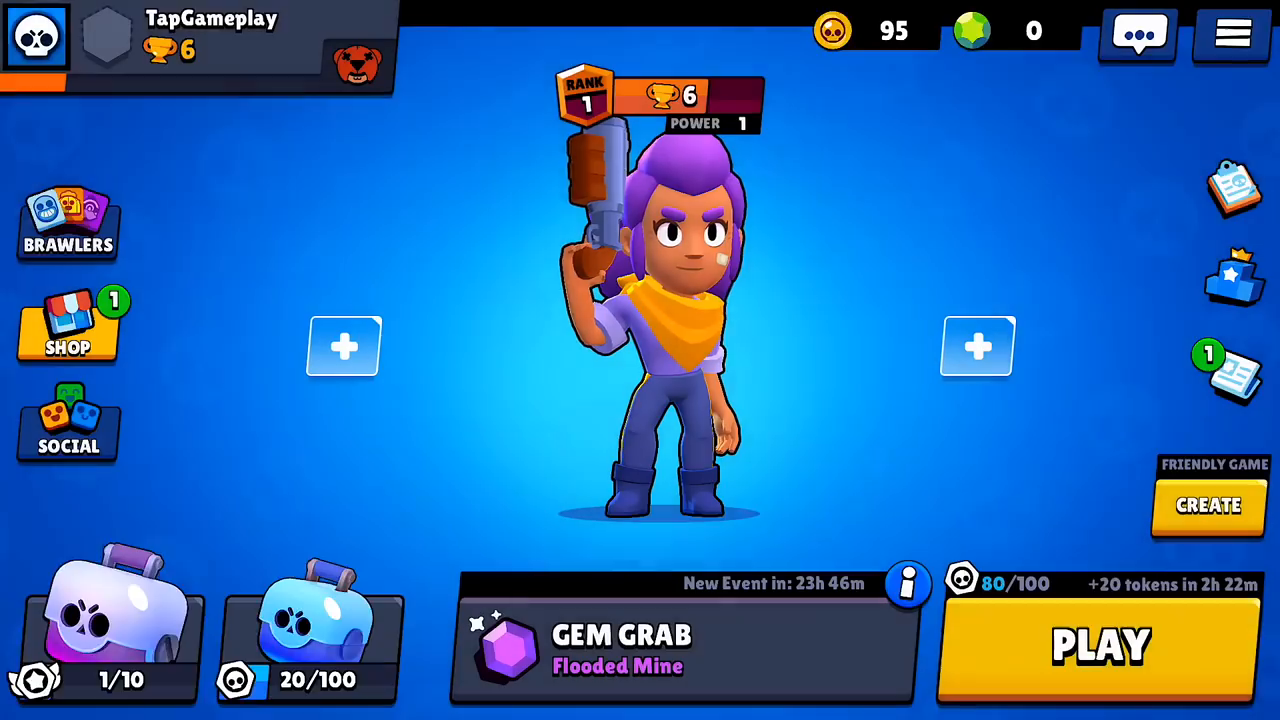 TapGameplay
6
95
0
RANK
1
6
POWER 1
BRAWLERS
1
SHOP
SOCIAL
1
FRIENDLY GAME
CREATE
New Event in: 23h 46m
i
80/100
+20 tokens in 2h 22m
GEM GRAB
Flooded Mine
PLAY
1/10
20/100